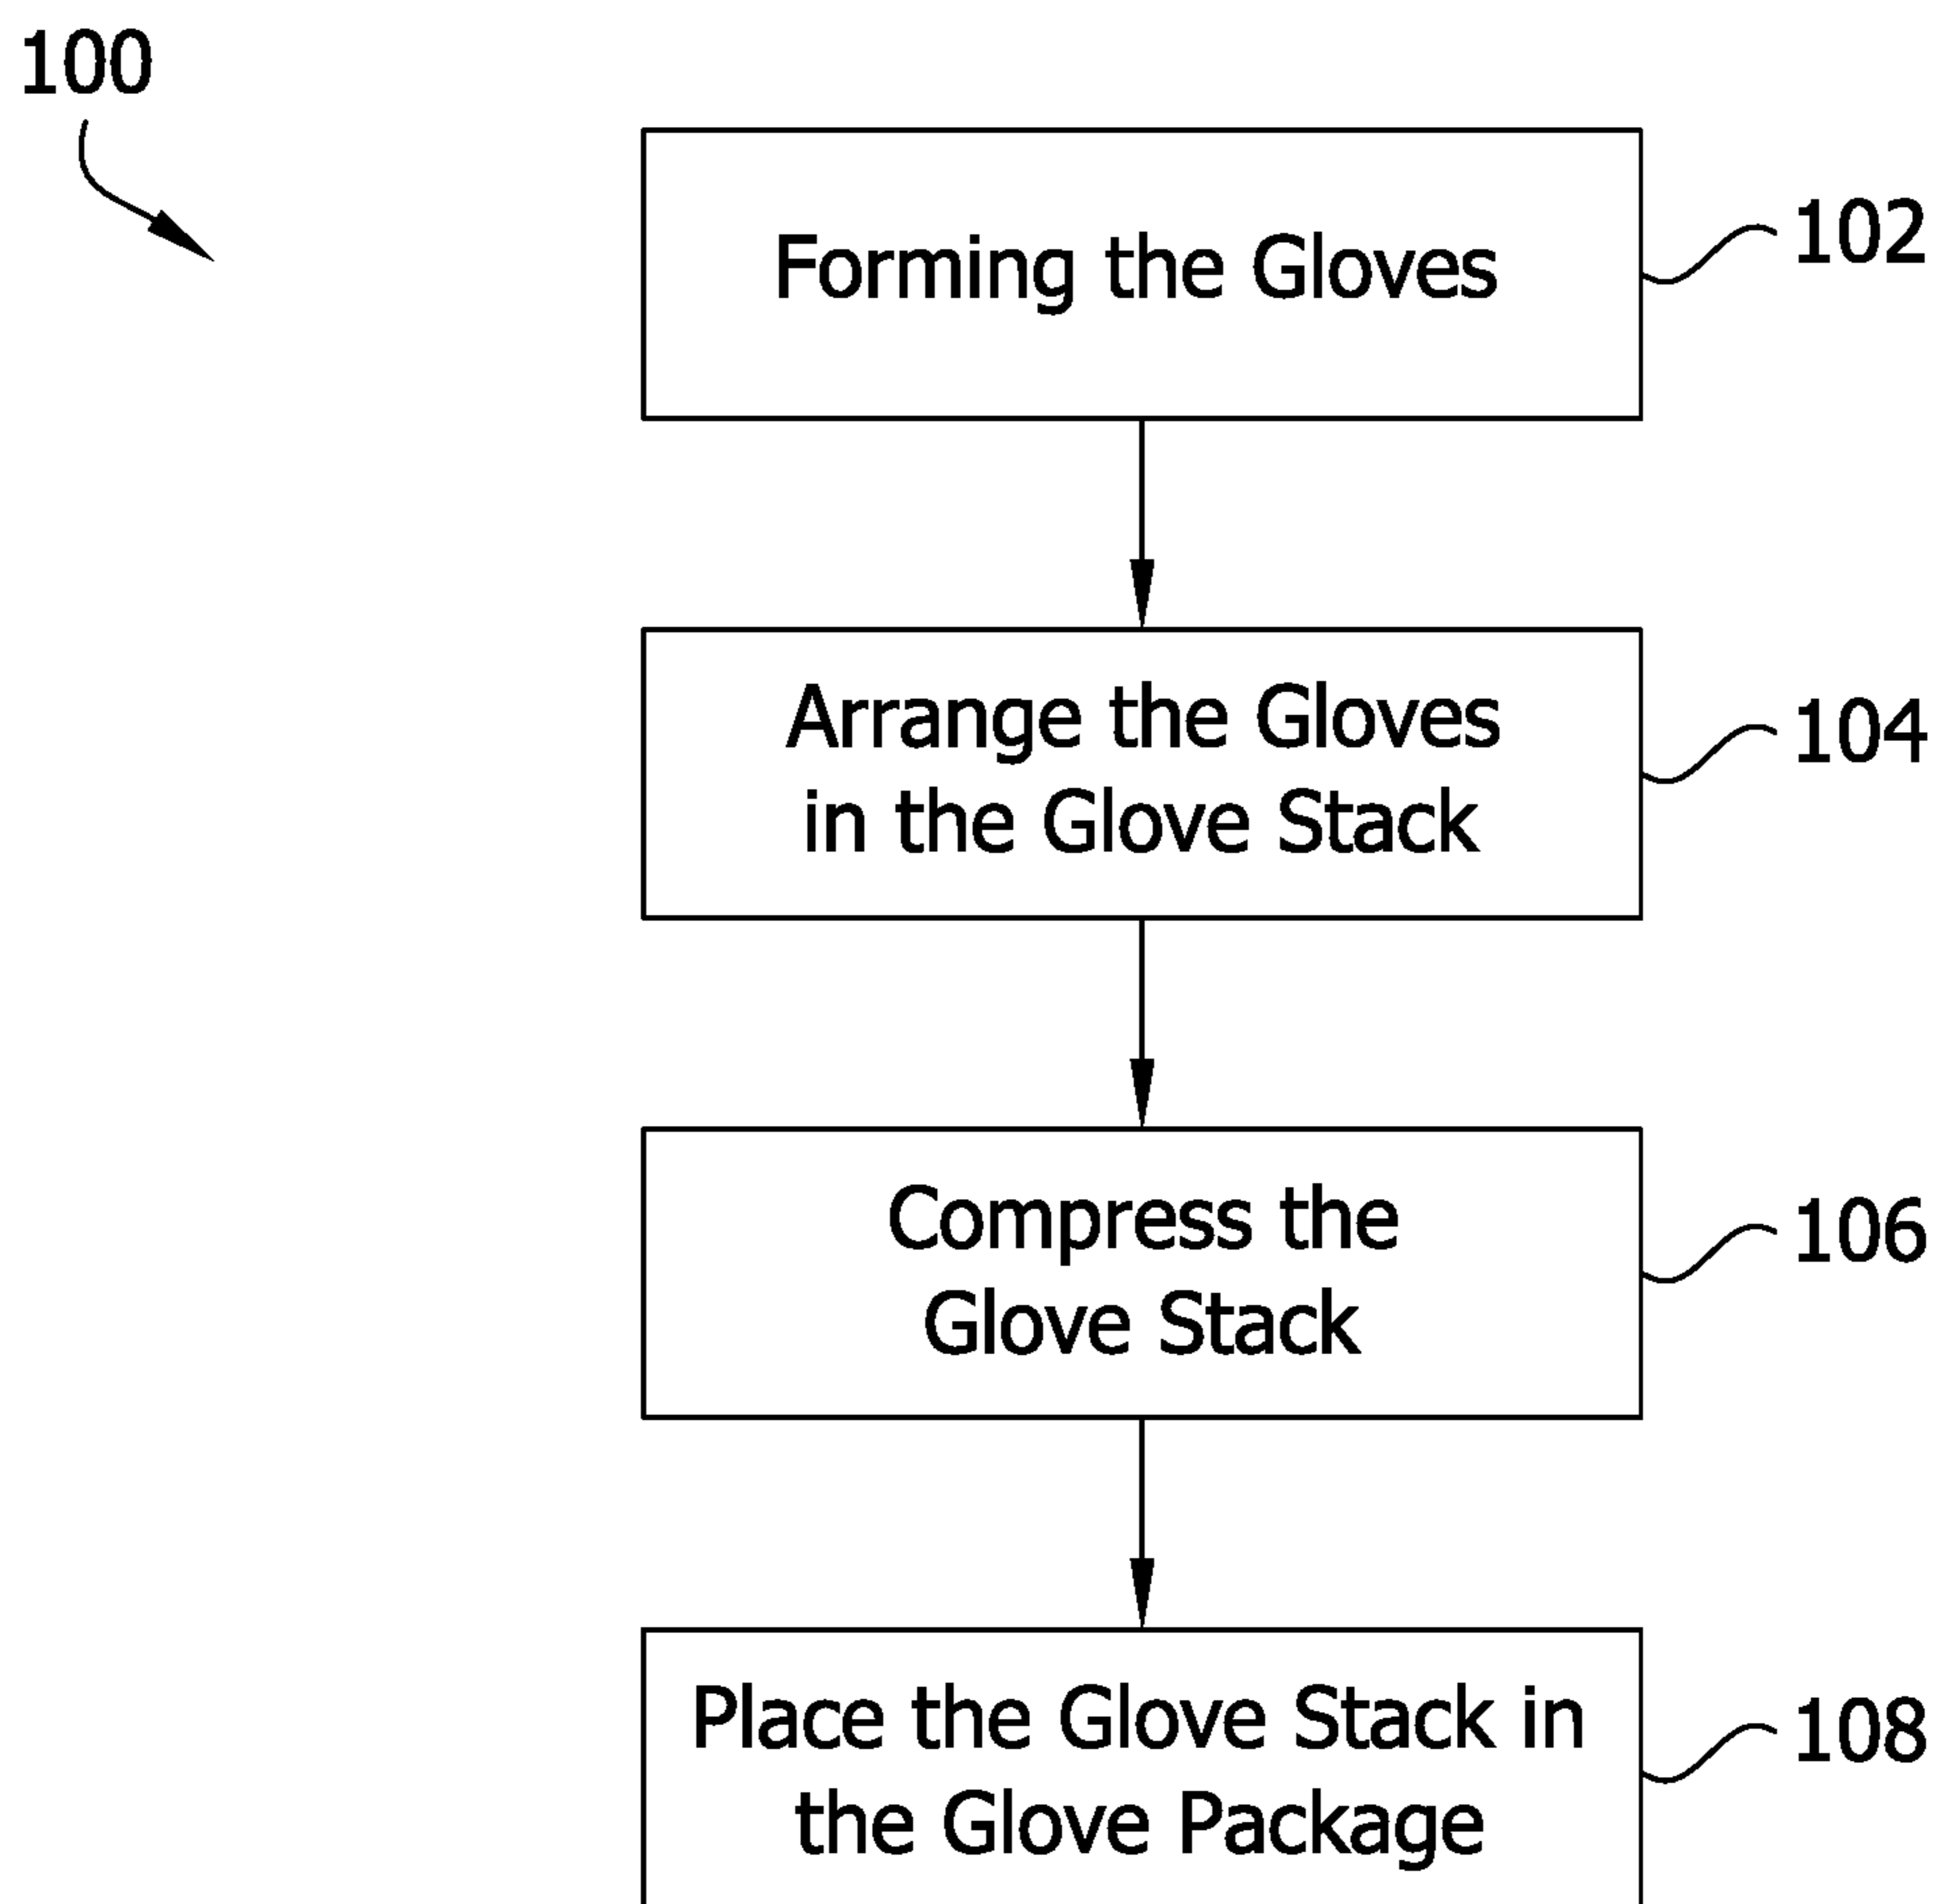 100
Forming the Gloves
102
Arrange the Gloves
in the Glove Stack
104
Compress the
Glove Stack
106
Place the Glove Stack in
the Glove Package
108